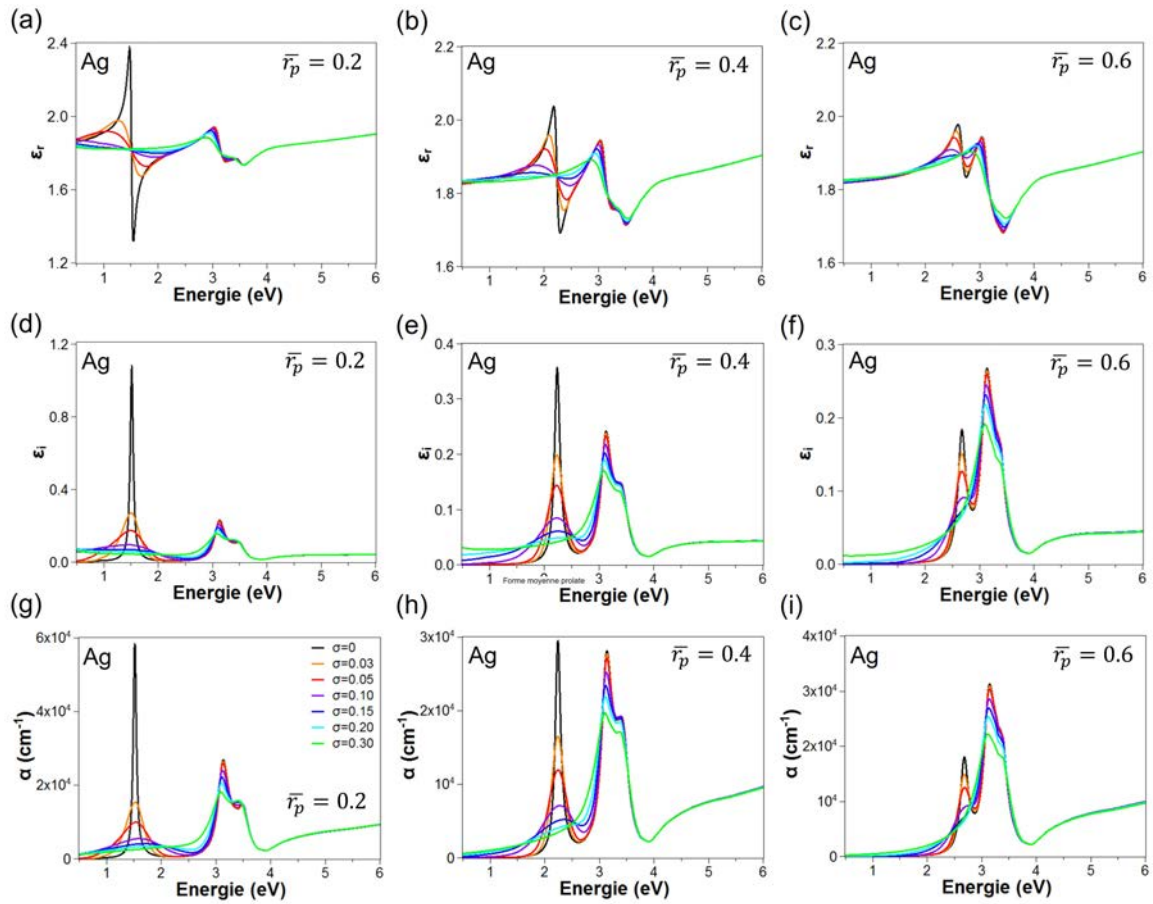 (a)
2.4
2.0
1.6
1.2
εr
Ag
r̄p = 0.2
1 2 3 4 5 6
Energie (eV)
(b)
2.2
2.0
1.8
1.6
εr
Ag
r̄p = 0.4
1 2 3 4 5 6
Energie (eV)
(c)
2.2
2.0
1.8
1.6
εr
Ag
r̄p = 0.6
1 2 3 4 5 6
Energie (eV)
(d)
1.2
0.8
0.4
0.0
εi
Ag
r̄p = 0.2
1 2 3 4 5 6
Energie (eV)
(e)
0.4
0.3
0.2
0.1
0.0
εi
Ag
r̄p = 0.4
1 2 3 4 5 6
Forme moyenne prolate
Energie (eV)
(f)
0.3
0.2
0.1
0.0
εi
Ag
r̄p = 0.6
1 2 3 4 5 6
Energie (eV)
(g)
6x10⁴
4x10⁴
2x10⁴
0
α (cm⁻¹)
Ag
σ=0
σ=0.03
σ=0.05
σ=0.10
σ=0.15
σ=0.20
σ=0.30
r̄p = 0.2
0 1 2 3 4 5 6
Energie (eV)
(h)
3x10⁴
2x10⁴
10⁴
0
α (cm⁻¹)
Ag
r̄p = 0.4
1 2 3 4 5 6
Energie (eV)
(i)
4x10⁴
3x10⁴
2x10⁴
10⁴
0
α (cm⁻¹)
Ag
r̄p = 0.6
1 2 3 4 5 6
Energie (eV)